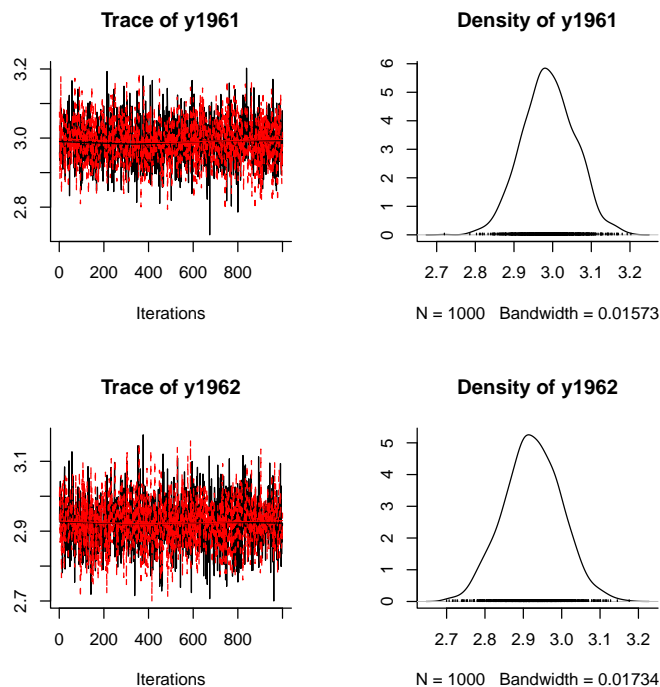 Trace of y1961
3.2
3.0
2.8
0 200 400 600 800
Iterations
Density of y1961
6
5
4
3
2
1
0
2.7 2.8 2.9 3.0 3.1 3.2
N = 1000 Bandwidth = 0.01573
Trace of y1962
3.1
2.9
2.7
0 200 400 600 800
Iterations
Density of y1962
5
4
3
2
1
0
2.7 2.8 2.9 3.0 3.1 3.2
N = 1000 Bandwidth = 0.01734